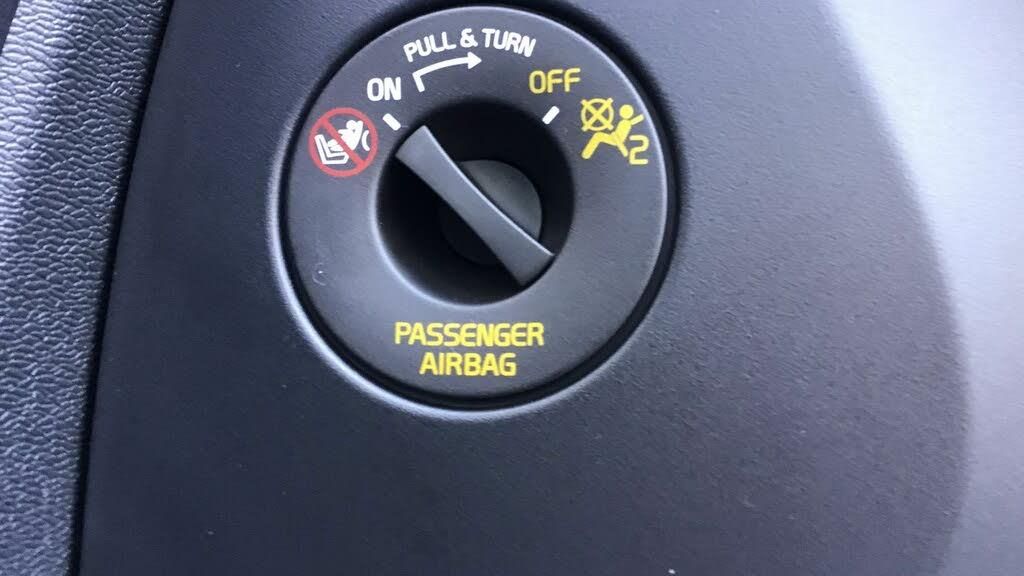 PULL & TURN
ON
OFF
2
PASSENGER
AIRBAG